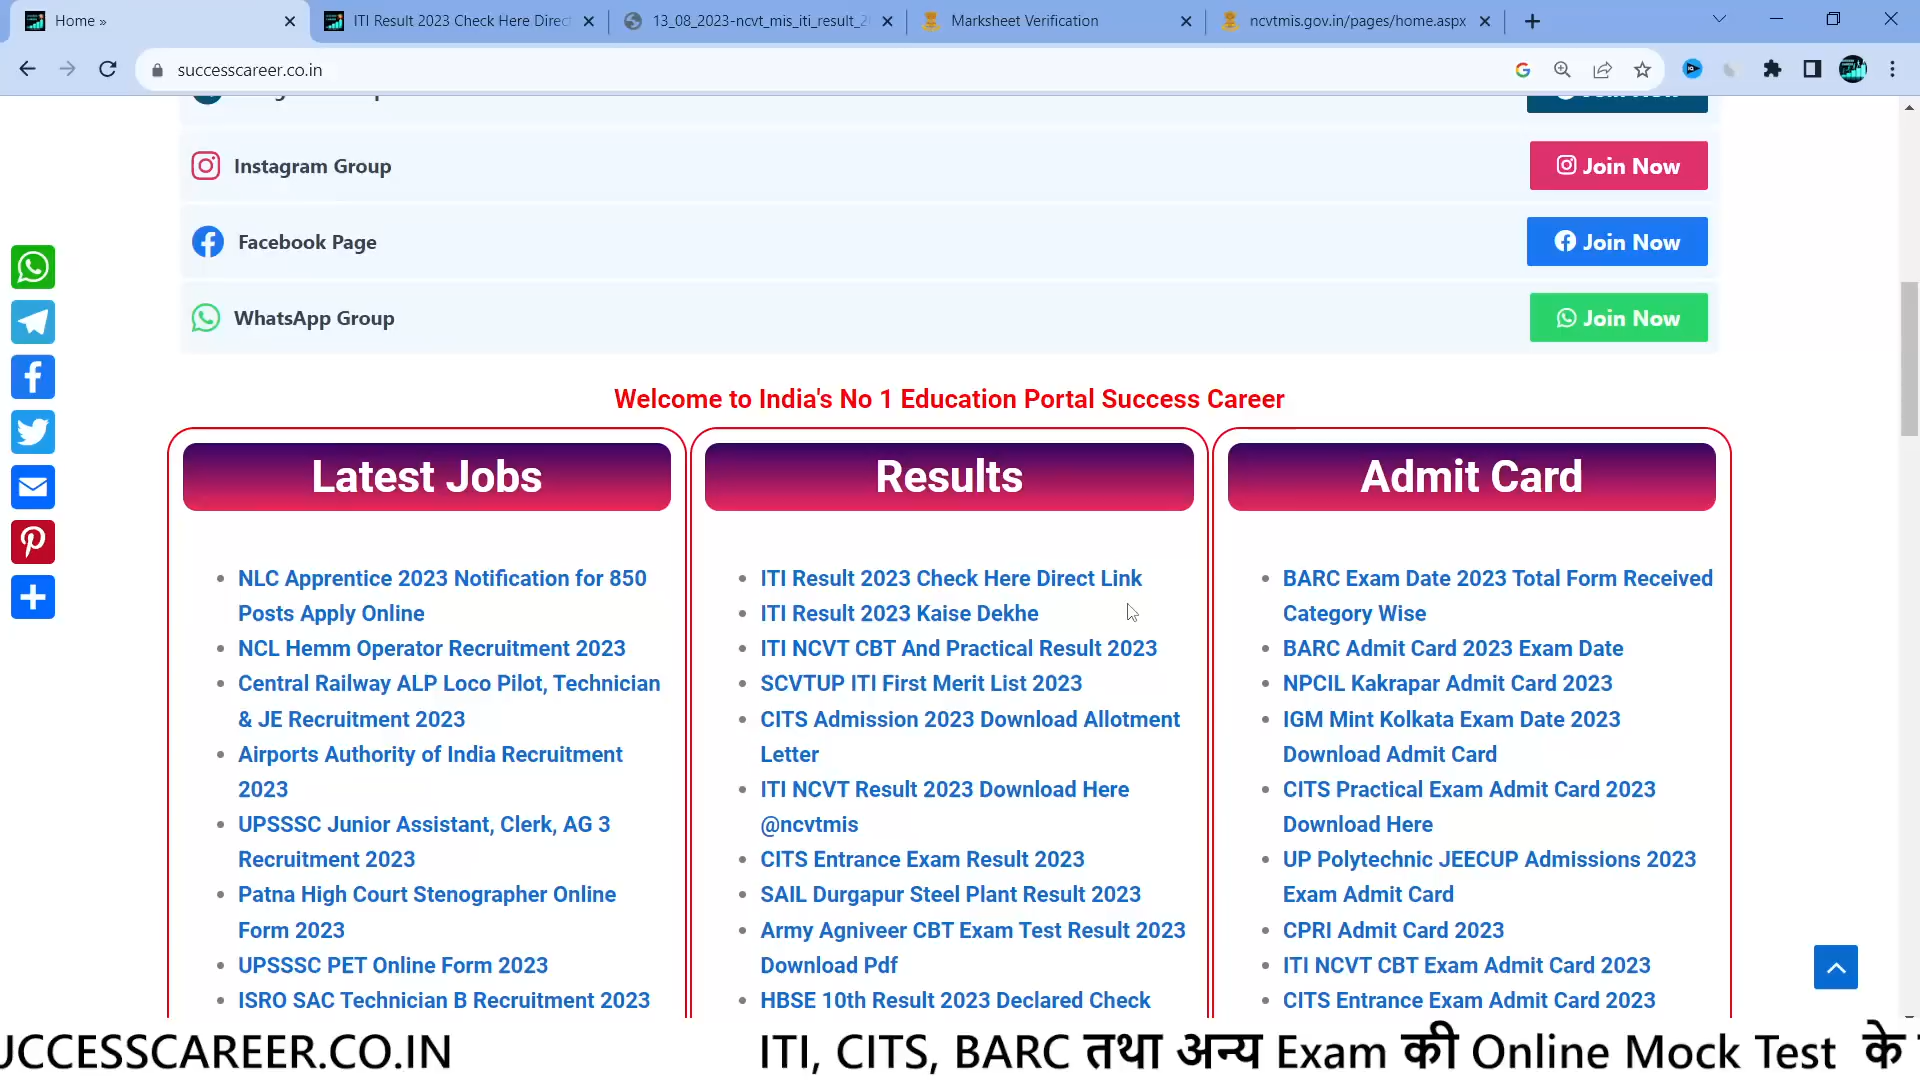 Home »
ITI Result 2023 Check Here Direc
13_08_2023-ncvt_mis_iti_result_2
Marksheet Verification
ncvtmis.gov.in/pages/home.aspx
successcareer.co.in
Instagram Group
Join Now
Facebook Page
Join Now
WhatsApp Group
Join Now
Welcome to India's No 1 Education Portal Success Career
Latest Jobs
NLC Apprentice 2023 Notification for 850
Posts Apply Online
NCL Hemm Operator Recruitment 2023
Central Railway ALP Loco Pilot, Technician
& JE Recruitment 2023
Airports Authority of India Recruitment
2023
UPSSSC Junior Assistant, Clerk, AG 3
Recruitment 2023
Patna High Court Stenographer Online
Form 2023
UPSSSC PET Online Form 2023
ISRO SAC Technician B Recruitment 2023
Results
ITI Result 2023 Check Here Direct Link
ITI Result 2023 Kaise Dekhe
ITI NCVT CBT And Practical Result 2023
SCVTUP ITI First Merit List 2023
CITS Admission 2023 Download Allotment
Letter
ITI NCVT Result 2023 Download Here
@ncvtmis
CITS Entrance Exam Result 2023
SAIL Durgapur Steel Plant Result 2023
Army Agniveer CBT Exam Test Result 2023
Download Pdf
HBSE 10th Result 2023 Declared Check
Admit Card
BARC Exam Date 2023 Total Form Received
Category Wise
BARC Admit Card 2023 Exam Date
NPCIL Kakrapar Admit Card 2023
IGM Mint Kolkata Exam Date 2023
Download Admit Card
CITS Practical Exam Admit Card 2023
Download Here
UP Polytechnic JEECUP Admissions 2023
Exam Admit Card
CPRI Admit Card 2023
ITI NCVT CBT Exam Admit Card 2023
CITS Entrance Exam Admit Card 2023
UCCESSCAREER.CO.IN ITI, CITS, BARC तथा अन्य Exam की Online Mock Test के